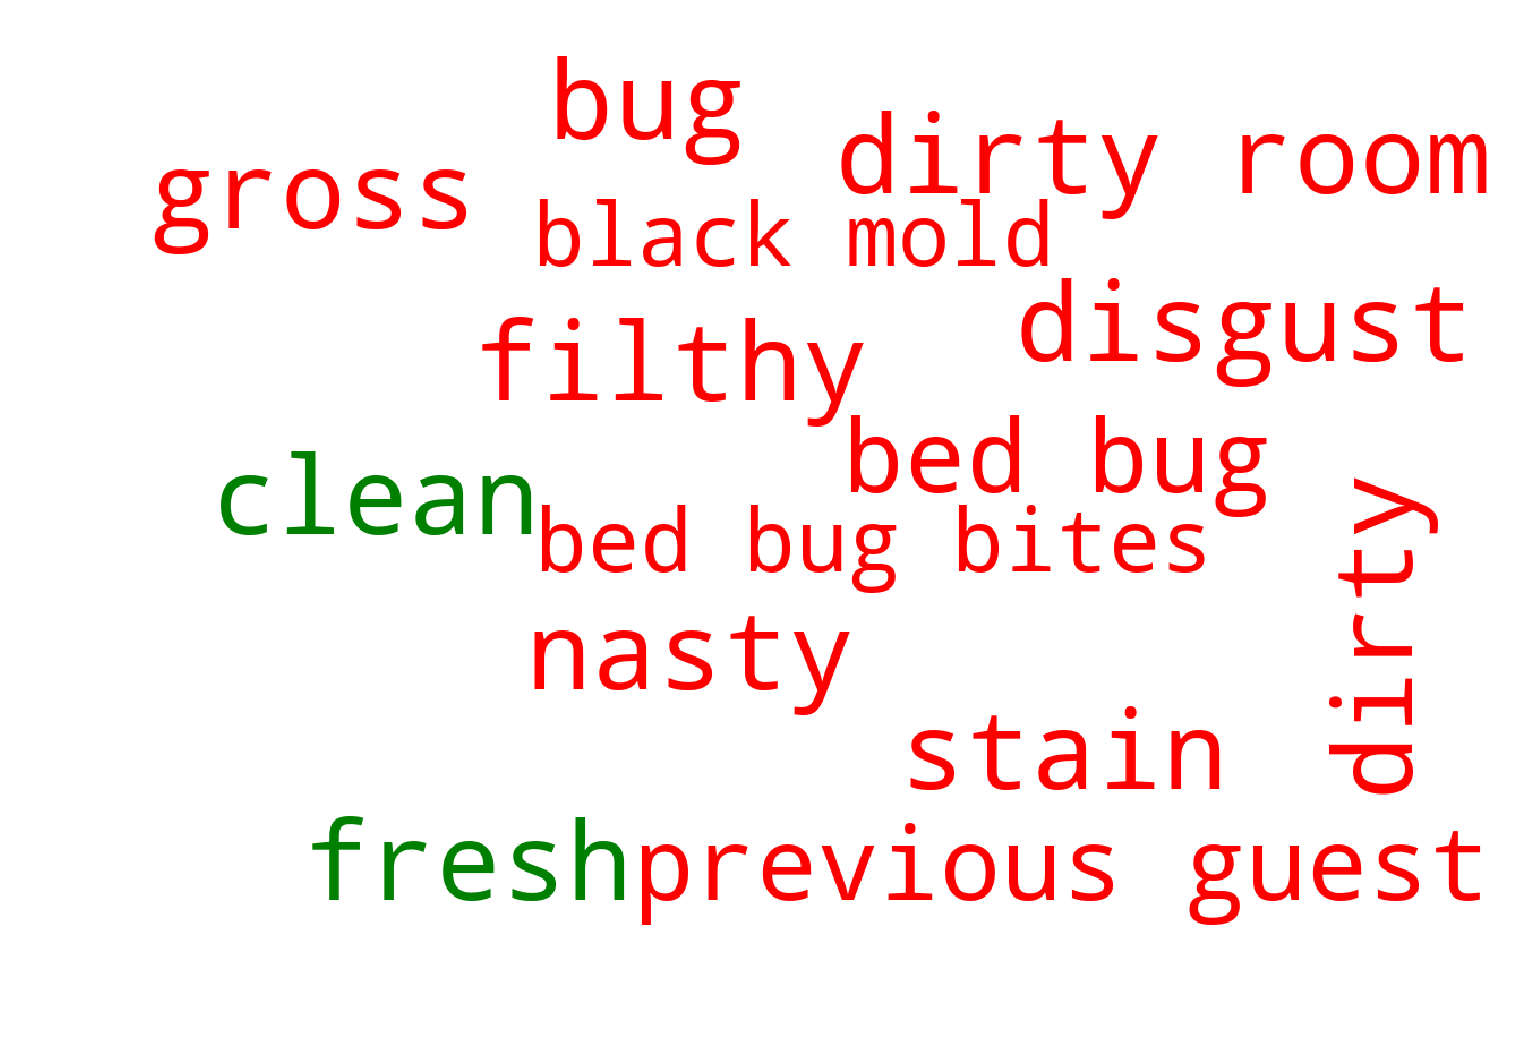 bug
dirty room
gross
black mold
disgust
filthy
bed bug
clean
bed bug bites
dirty
nasty
stain
fresh
previous guest